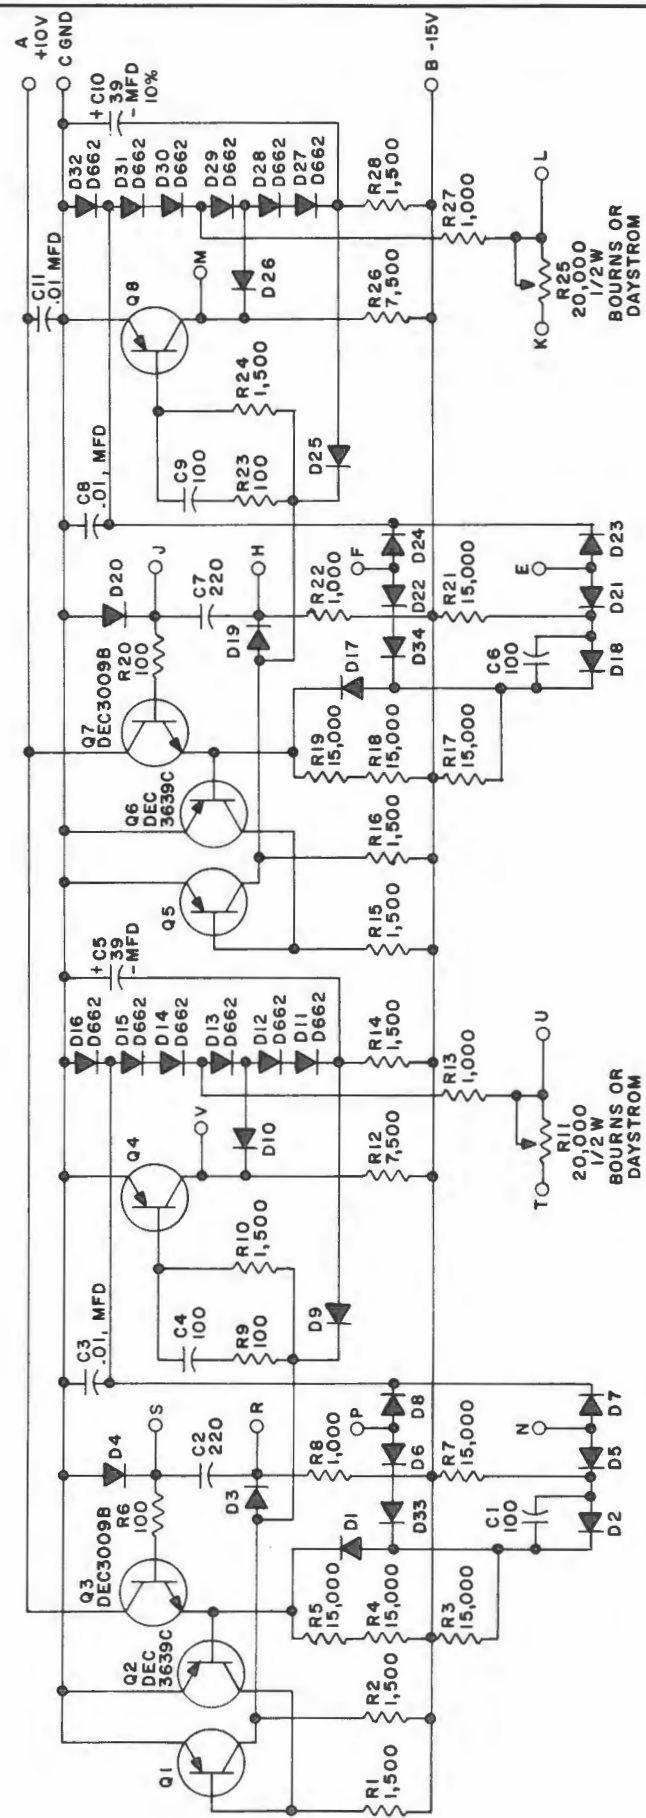 A
+10V
C GND
B -15V
C11
.01 MFD
+C10
39
- MFD
10%
D32
D662
D31
D662
D30
D662
D29
D662
D28
D662
D27
D662
Q8
M
D26
R28
1,500
R27
1,000
R26
7,500
L
K
R25
20,000
1/2W
BOURNS OR
DAYSTROM
R24
1,500
C9
100
R23
100
D25
C8
.01, MFD
D20
J
C7
220
H
R22
1,000
D19
R20
100
Q7
DEC3009B
F
D24
D22
D34
D17
R21
15,000
E
D23
D21
D18
C6
100
R19
15,000
R18
15,000
R17
15,000
Q6
DEC
3639C
Q5
R16
1,500
R15
1,500
+C5
39
-MFD
D16
D662
D15
D662
D14
D662
D13
D662
D12
D662
D11
D662
Q4
V
D10
R14
1,500
R13
1,000
R12
7,500
U
T
R11
20,000
1/2W
BOURNS OR
DAYSTROM
R10
1,500
C4
100
R9
100
D9
C3
.01, MFD
D4
S
C2
220
R
R8
1,000
D3
R6
100
Q3
DEC3009B
P
D8
D6
D33
D1
R7
15,000
N
D7
D5
D2
C1
100
R5
15,000
R4
15,000
R3
15,000
Q2
DEC
3639C
Q1
R2
1,500
R1
1,500